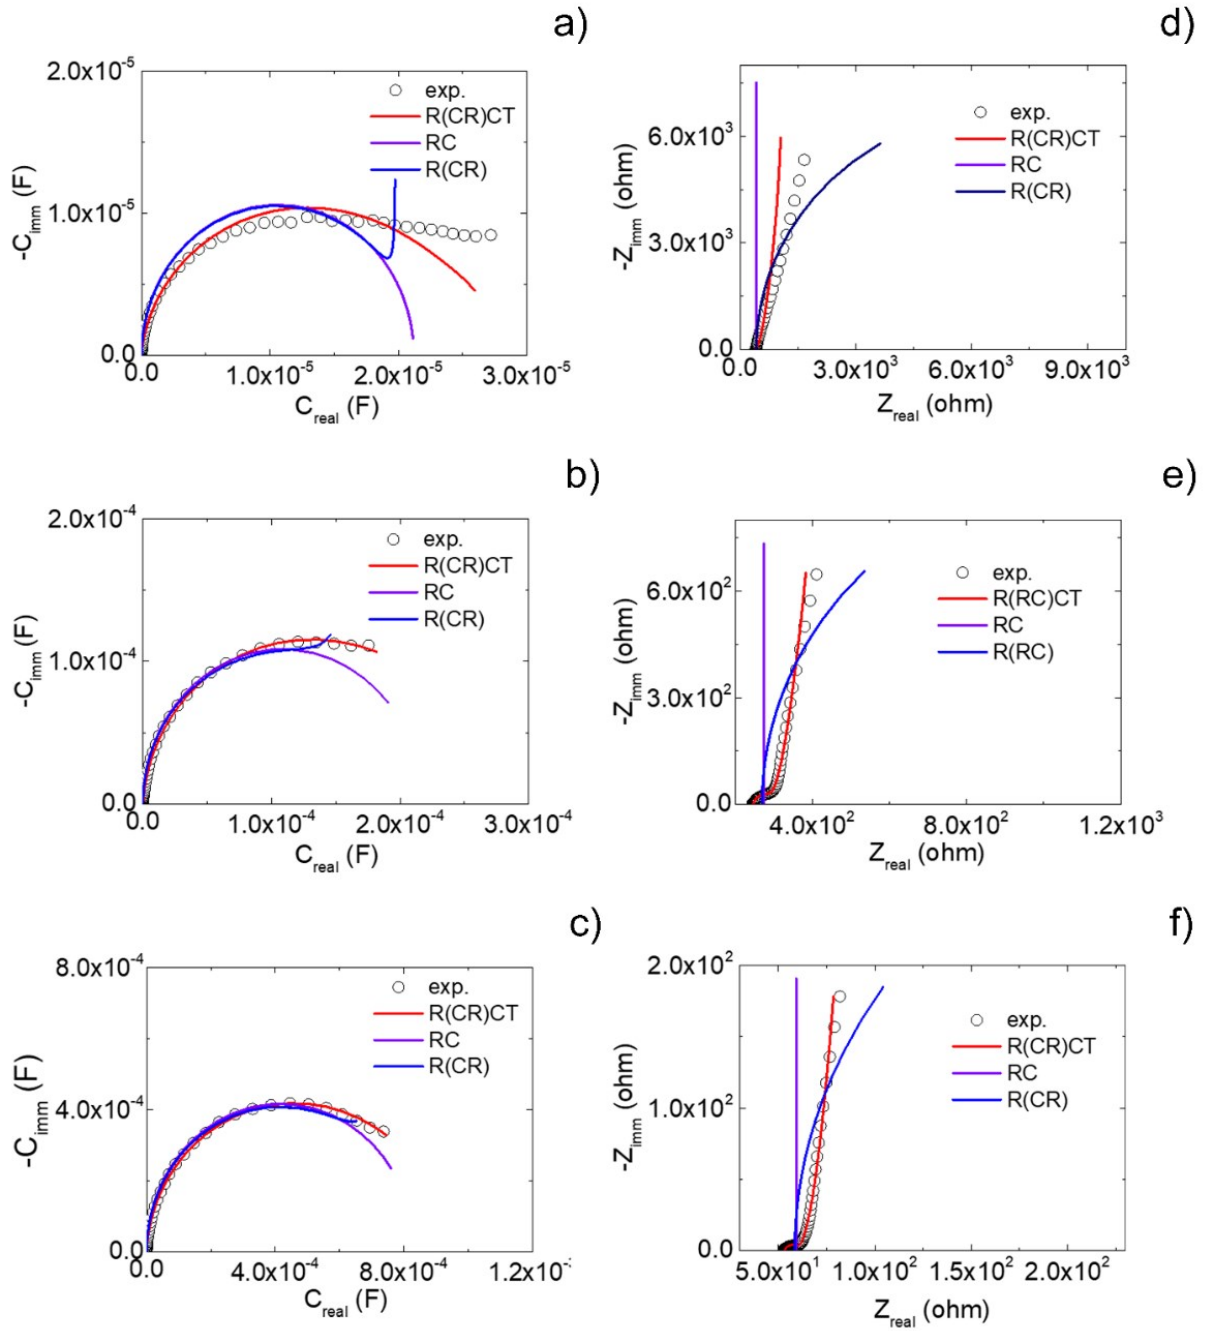 a)
2.0x10⁻⁵
exp.
R(CR)CT
RC
R(CR)
1.0x10⁻⁵
0.0
-C_imm (F)
0.0
1.0x10⁻⁵
2.0x10⁻⁵
3.0x10⁻⁵
C_real (F)
d)
exp.
R(CR)CT
RC
R(CR)
6.0x10³
3.0x10³
0.0
-Z_imm (ohm)
0.0
3.0x10³
6.0x10³
9.0x10³
Z_real (ohm)
b)
2.0x10⁻⁴
exp.
R(CR)CT
RC
R(CR)
1.0x10⁻⁴
0.0
-C_imm (F)
0.0
1.0x10⁻⁴
2.0x10⁻⁴
3.0x10⁻⁴
C_real (F)
e)
exp.
R(RC)CT
RC
R(RC)
6.0x10²
3.0x10²
0.0
-Z_imm (ohm)
4.0x10²
8.0x10²
1.2x10³
Z_real (ohm)
c)
8.0x10⁻⁴
exp.
R(CR)CT
RC
R(CR)
4.0x10⁻⁴
0.0
-C_imm (F)
0.0
4.0x10⁻⁴
8.0x10⁻⁴
C_real (F)
f)
2.0x10²
exp.
R(CR)CT
RC
R(CR)
1.0x10²
0.0
-Z_imm (ohm)
5.0x10¹
1.0x10²
1.5x10²
2.0x10²
Z_real (ohm)